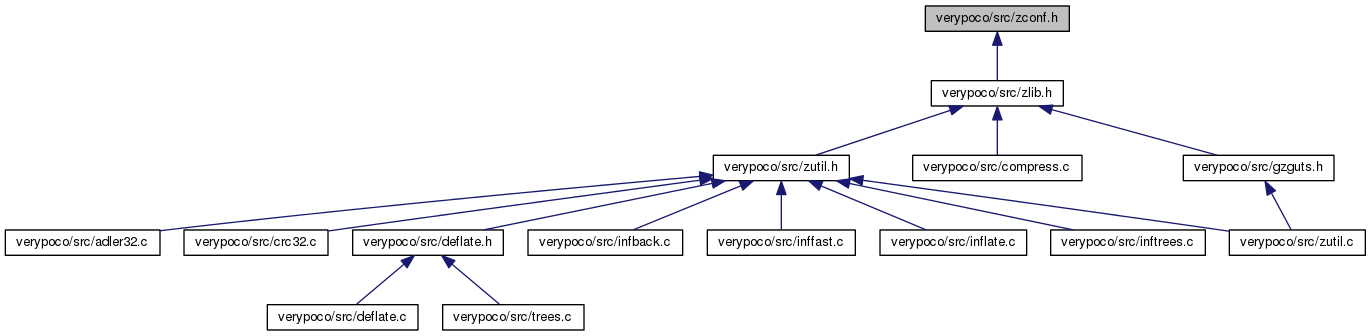 verypoco/src/zconf.h
verypoco/src/zlib.h
verypoco/src/zutil.h
verypoco/src/compress.c
verypoco/src/gzguts.h
verypoco/src/adler32.c
verypoco/src/crc32.c
verypoco/src/deflate.h
verypoco/src/infback.c
verypoco/src/inffast.c
verypoco/src/inflate.c
verypoco/src/inftrees.c
verypoco/src/zutil.c
verypoco/src/deflate.c
verypoco/src/trees.c